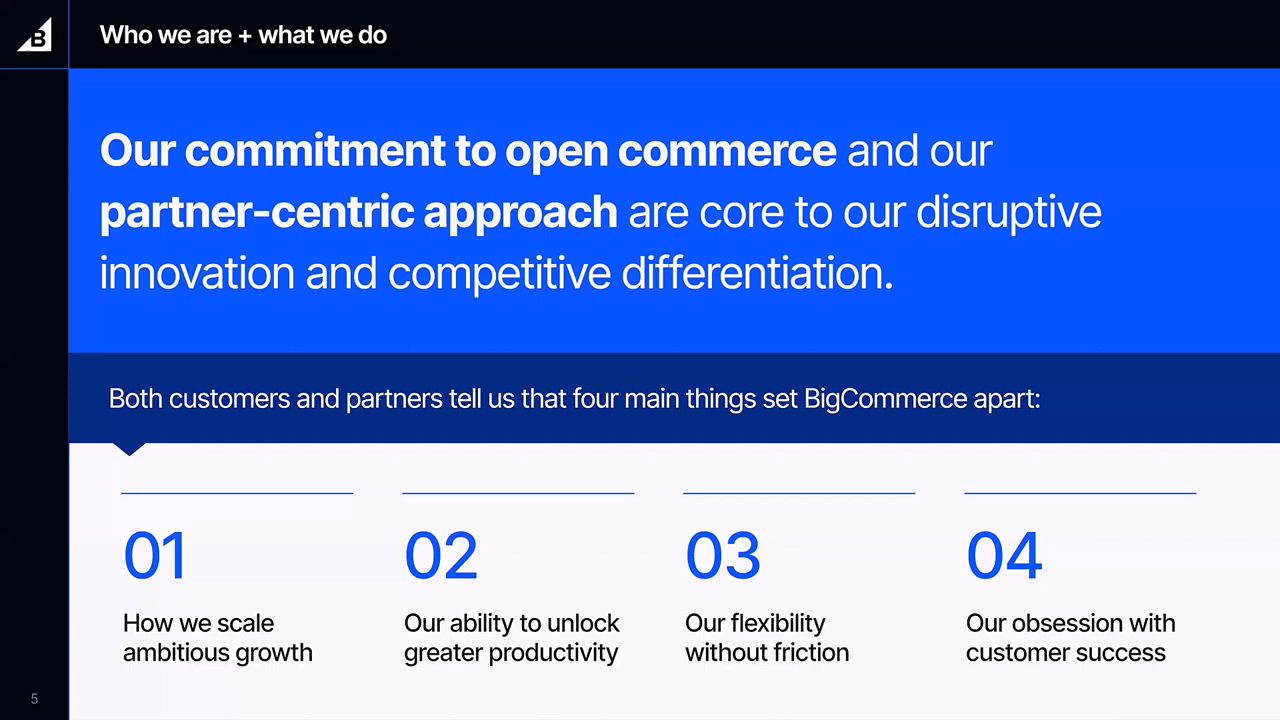 B
Who we are + what we do
Our commitment to open commerce and our
partner-centric approach are core to our disruptive
innovation and competitive differentiation.
Both customers and partners tell us that four main things set BigCommerce apart:
01
How we scale
ambitious growth
02
Our ability to unlock
greater productivity
03
Our flexibility
without friction
04
Our obsession with
customer success
5